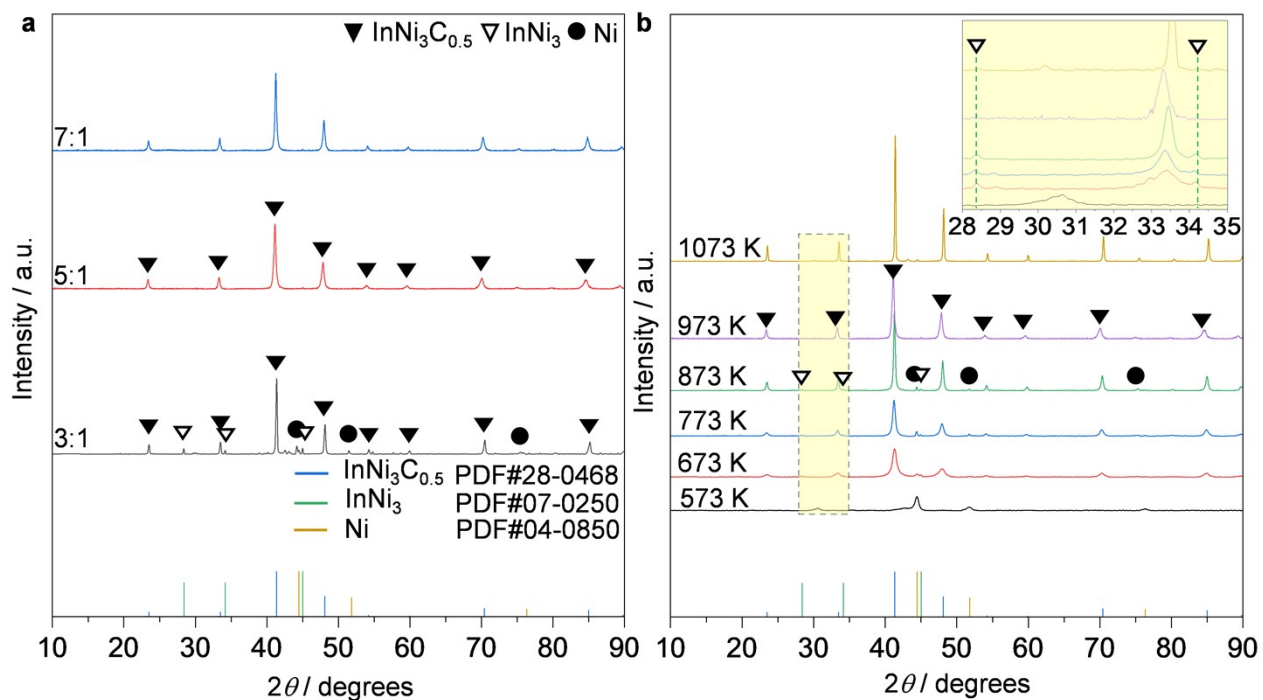 a
▼ InNi₃C₀.₅ ▽ InNi₃ ● Ni
7:1
5:1
3:1
InNi₃C₀.₅ PDF#28-0468
InNi₃ PDF#07-0250
Ni PDF#04-0850
Intensity / a.u.
10 20 30 40 50 60 70 80 90
2θ / degrees
b
28 29 30 31 32 33 34 35
1073 K
973 K
873 K
773 K
673 K
573 K
Intensity / a.u.
10 20 30 40 50 60 70 80 90
2θ / degrees